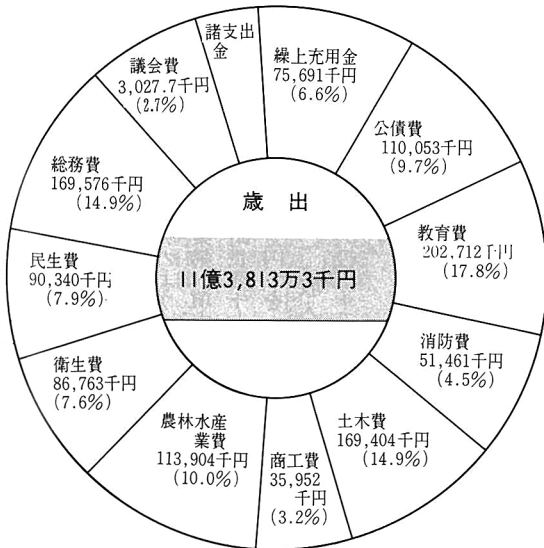 歳出
11億3,813万3千円
諸支出
金
繰上充用金
75,691千円
(6.6%)
公債費
110,053千円
(9.7%)
教育費
202,712千円
(17.8%)
消防費
51,461千円
(4.5%)
土木費
169,404千円
(14.9%)
商工費
35,952
千円
(3.2%)
農林水産
業費
113,904千円
(10.0%)
衛生費
86,763千円
(7.6%)
民生費
90,340千円
(7.9%)
総務費
169,576千円
(14.9%)
議会費
3,027.7千円
(2.7%)